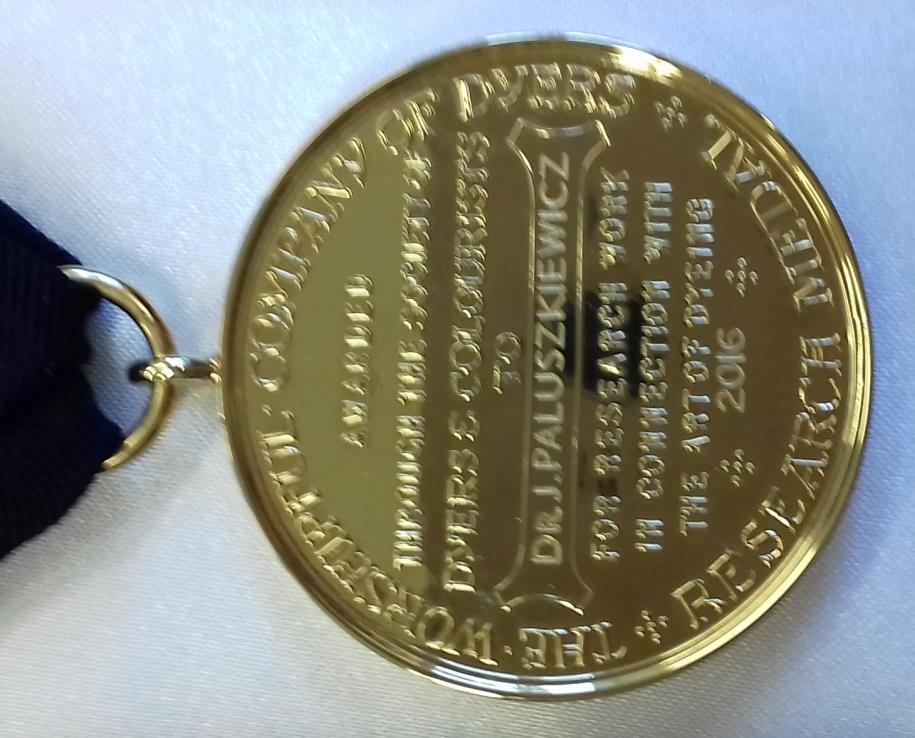 THE · WORSHIPFUL · COMPANY OF DYERS
RESEARCH MEDAL
AWARDED
THROUGH THE SOCIETY OF
DYERS & COLOURISTS
TO
DR J. PALUSZKIEWICZ
FOR RESEARCH WORK
IN CONNECTION WITH
THE ART OF DYEING
2016